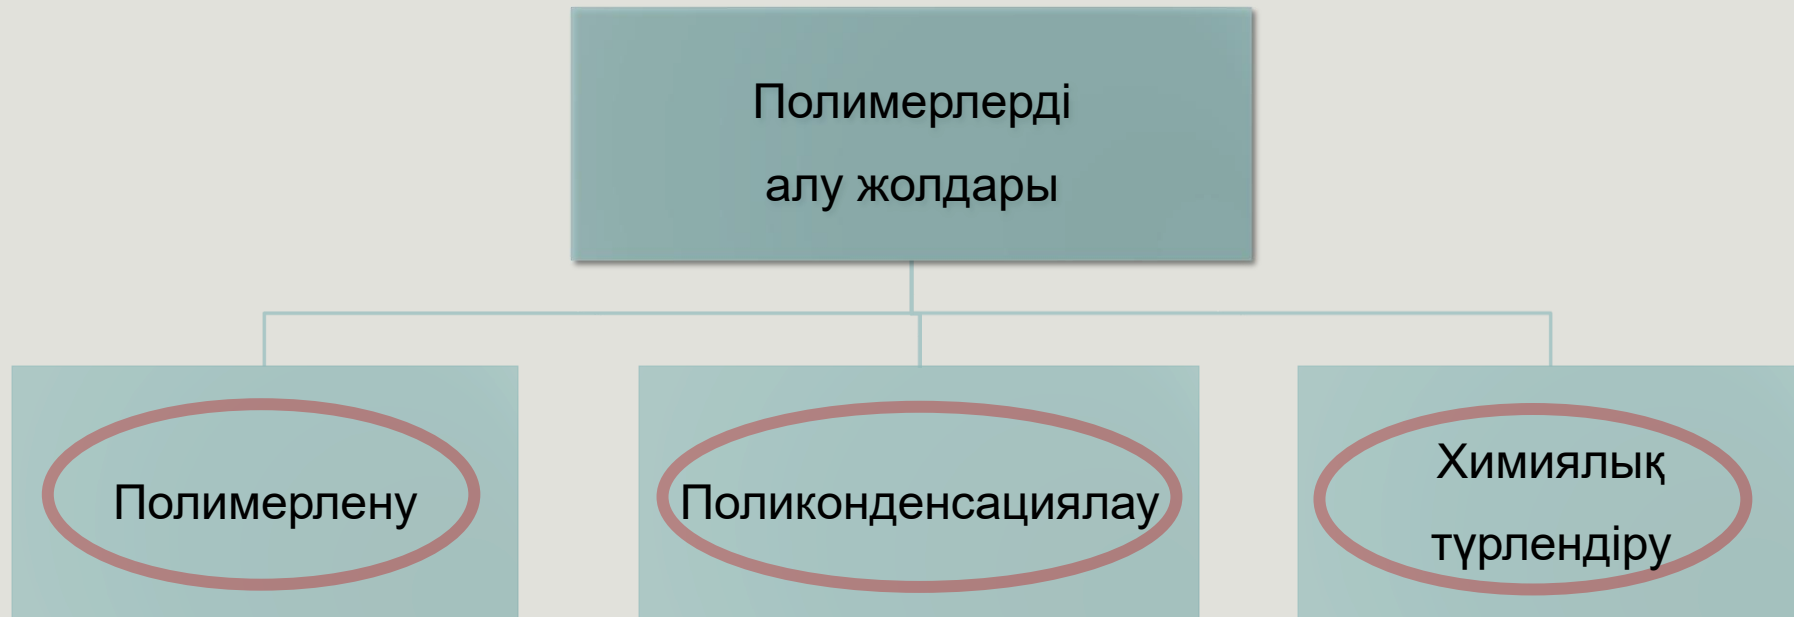 Полимерлерді
алу жолдары
Полимерлену
Поликонденсациялау
Химиялық
түрлендіру